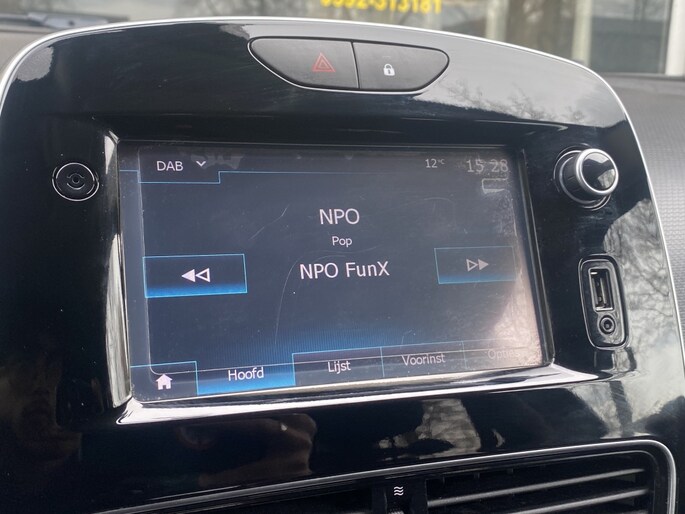 DAB
12°C
15:28
NPO
Pop
NPO FunX
Hoofd
Lijst
Voorinst